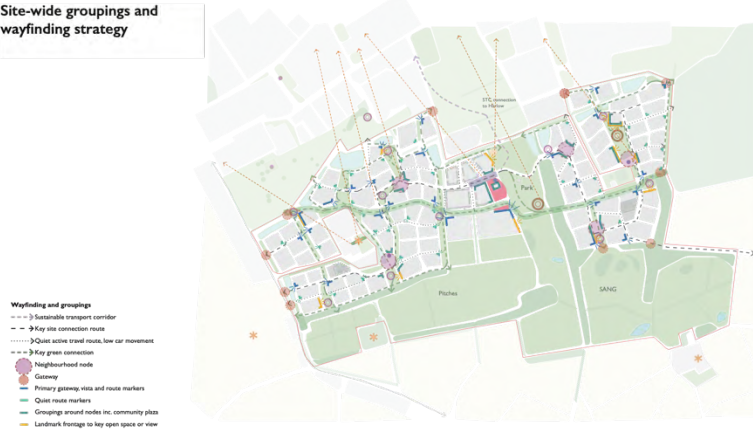 Site-wide groupings and
wayfinding strategy
STC connection
to Harlow
Park
Pitches
SANG
Wayfinding and groupings
Sustainable transport corridor
Key site connection route
Quiet active travel route, low car movement
Key green connection
Neighbourhood node
Gateway
Primary gateway, vista and route markers
Quiet route markers
Groupings around nodes inc. community plaza
Landmark frontage to key open space or view